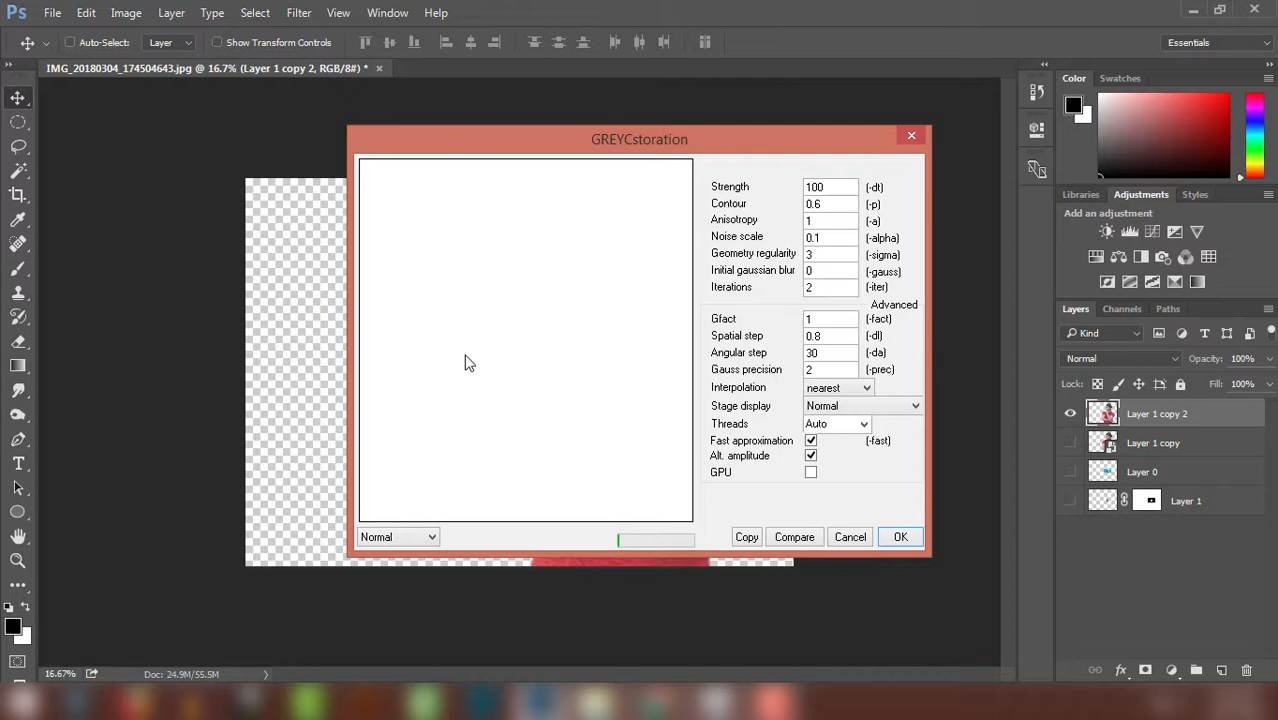 Ps File Edit Image Layer Type Select Filter View Window Help
Auto-Select: Layer Show Transform Controls Essentials
IMG_20180304_174504643.jpg @ 16.7% (Layer 1 copy 2, RGB/8#) * ×
GREYCstoration
Strength 100 (-dt)
Contour 0.6 (-p)
Anisotropy 1 (-a)
Noise scale 0.1 (-alpha)
Geometry regularity 3 (-sigma)
Initial gaussian blur 0 (-gauss)
Iterations 2 (-iter)
Advanced
Gfact 1 (-fact)
Spatial step 0.8 (-dl)
Angular step 30 (-da)
Gauss precision 2 (-prec)
Interpolation nearest
Stage display Normal
Threads Auto
Fast approximation (-fast)
Alt. amplitude
GPU
Normal Copy Compare Cancel OK
Color Swatches
Libraries Adjustments Styles
Add an adjustment
Layers Channels Paths
Kind
Normal Opacity: 100%
Lock: Fill: 100%
Layer 1 copy 2
Layer 1 copy
Layer 0
Layer 1
16.67% Doc: 24.9M/55.5M